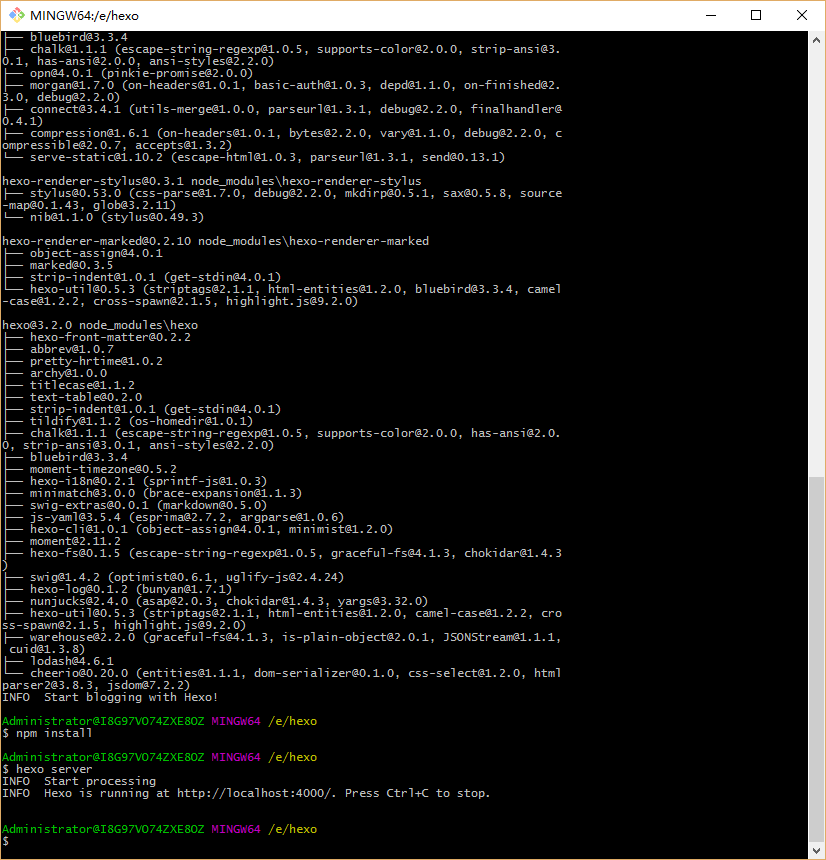 MINGW64:/e/hexo
├── bluebird@3.3.4
├── chalk@1.1.1 (escape-string-regexp@1.0.5, supports-color@2.0.0, strip-ansi@3.
0.1, has-ansi@2.0.0, ansi-styles@2.2.0)
├── opn@4.0.1 (pinkie-promise@2.0.0)
├── morgan@1.7.0 (on-headers@1.0.1, basic-auth@1.0.3, depd@1.1.0, on-finished@2.
3.0, debug@2.2.0)
├── connect@3.4.1 (utils-merge@1.0.0, parseurl@1.3.1, debug@2.2.0, finalhandler@
0.4.1)
├── compression@1.6.1 (on-headers@1.0.1, bytes@2.2.0, vary@1.1.0, debug@2.2.0, c
ompressible@2.0.7, accepts@1.3.2)
└── serve-static@1.10.2 (escape-html@1.0.3, parseurl@1.3.1, send@0.13.1)
hexo-renderer-stylus@0.3.1 node_modules\hexo-renderer-stylus
├── stylus@0.53.0 (css-parse@1.7.0, debug@2.2.0, mkdirp@0.5.1, sax@0.5.8, source
-map@0.1.43, glob@3.2.11)
└── nib@1.1.0 (stylus@0.49.3)
hexo-renderer-marked@0.2.10 node_modules\hexo-renderer-marked
├── object-assign@4.0.1
├── marked@0.3.5
├── strip-indent@1.0.1 (get-stdin@4.0.1)
└── hexo-util@0.5.3 (striptags@2.1.1, html-entities@1.2.0, bluebird@3.3.4, camel
-case@1.2.2, cross-spawn@2.1.5, highlight.js@9.2.0)
hexo@3.2.0 node_modules\hexo
├── hexo-front-matter@0.2.2
├── abbrev@1.0.7
├── pretty-hrtime@1.0.2
├── archy@1.0.0
├── titlecase@1.1.2
├── text-table@0.2.0
├── strip-indent@1.0.1 (get-stdin@4.0.1)
├── tildify@1.1.2 (os-homedir@1.0.1)
├── chalk@1.1.1 (escape-string-regexp@1.0.5, supports-color@2.0.0, has-ansi@2.0.
0, strip-ansi@3.0.1, ansi-styles@2.2.0)
├── bluebird@3.3.4
├── moment-timezone@0.5.2
├── hexo-i18n@0.2.1 (sprintf-js@1.0.3)
├── minimatch@3.0.0 (brace-expansion@1.1.3)
├── swig-extras@0.0.1 (markdown@0.5.0)
├── js-yaml@3.5.4 (esprima@2.7.2, argparse@1.0.6)
├── hexo-cli@1.0.1 (object-assign@4.0.1, minimist@1.2.0)
├── moment@2.11.2
├── hexo-fs@0.1.5 (escape-string-regexp@1.0.5, graceful-fs@4.1.3, chokidar@1.4.3
)
├── swig@1.4.2 (optimist@0.6.1, uglify-js@2.4.24)
├── hexo-log@0.1.2 (bunyan@1.7.1)
├── nunjucks@2.4.0 (asap@2.0.3, chokidar@1.4.3, yargs@3.32.0)
├── hexo-util@0.5.3 (striptags@2.1.1, html-entities@1.2.0, camel-case@1.2.2, cro
ss-spawn@2.1.5, highlight.js@9.2.0)
├── warehouse@2.2.0 (graceful-fs@4.1.3, is-plain-object@2.0.1, JSONStream@1.1.1,
 cuid@1.3.8)
├── lodash@4.6.1
└── cheerio@0.20.0 (entities@1.1.1, dom-serializer@0.1.0, css-select@1.2.0, html
parser2@3.8.3, jsdom@7.2.2)
INFO  Start blogging with Hexo!
Administrator@I8G97VO74ZXE8OZ MINGW64 /e/hexo
$ npm install
Administrator@I8G97VO74ZXE8OZ MINGW64 /e/hexo
$ hexo server
INFO  Start processing
INFO  Hexo is running at http://localhost:4000/. Press Ctrl+C to stop.
Administrator@I8G97VO74ZXE8OZ MINGW64 /e/hexo
$